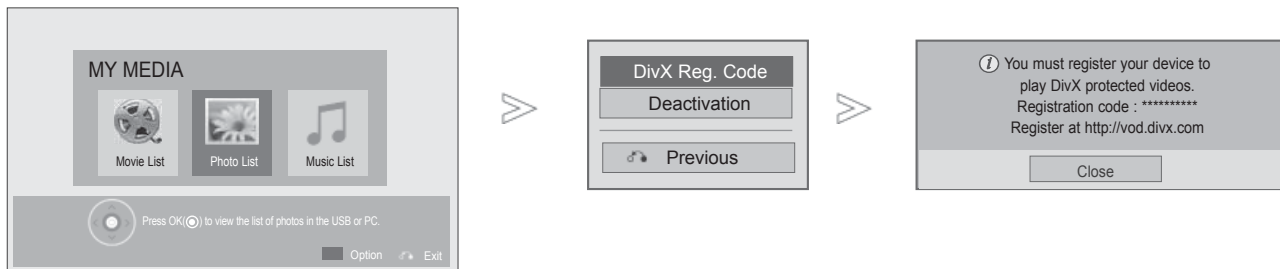 MY MEDIA
Movie List
Photo List
Music List
Press OK(◉) to view the list of photos in the USB or PC.
Option
Exit
DivX Reg. Code
Deactivation
Previous
You must register your device to
play DivX protected videos.
Registration code : **********
Register at http://vod.divx.com
Close